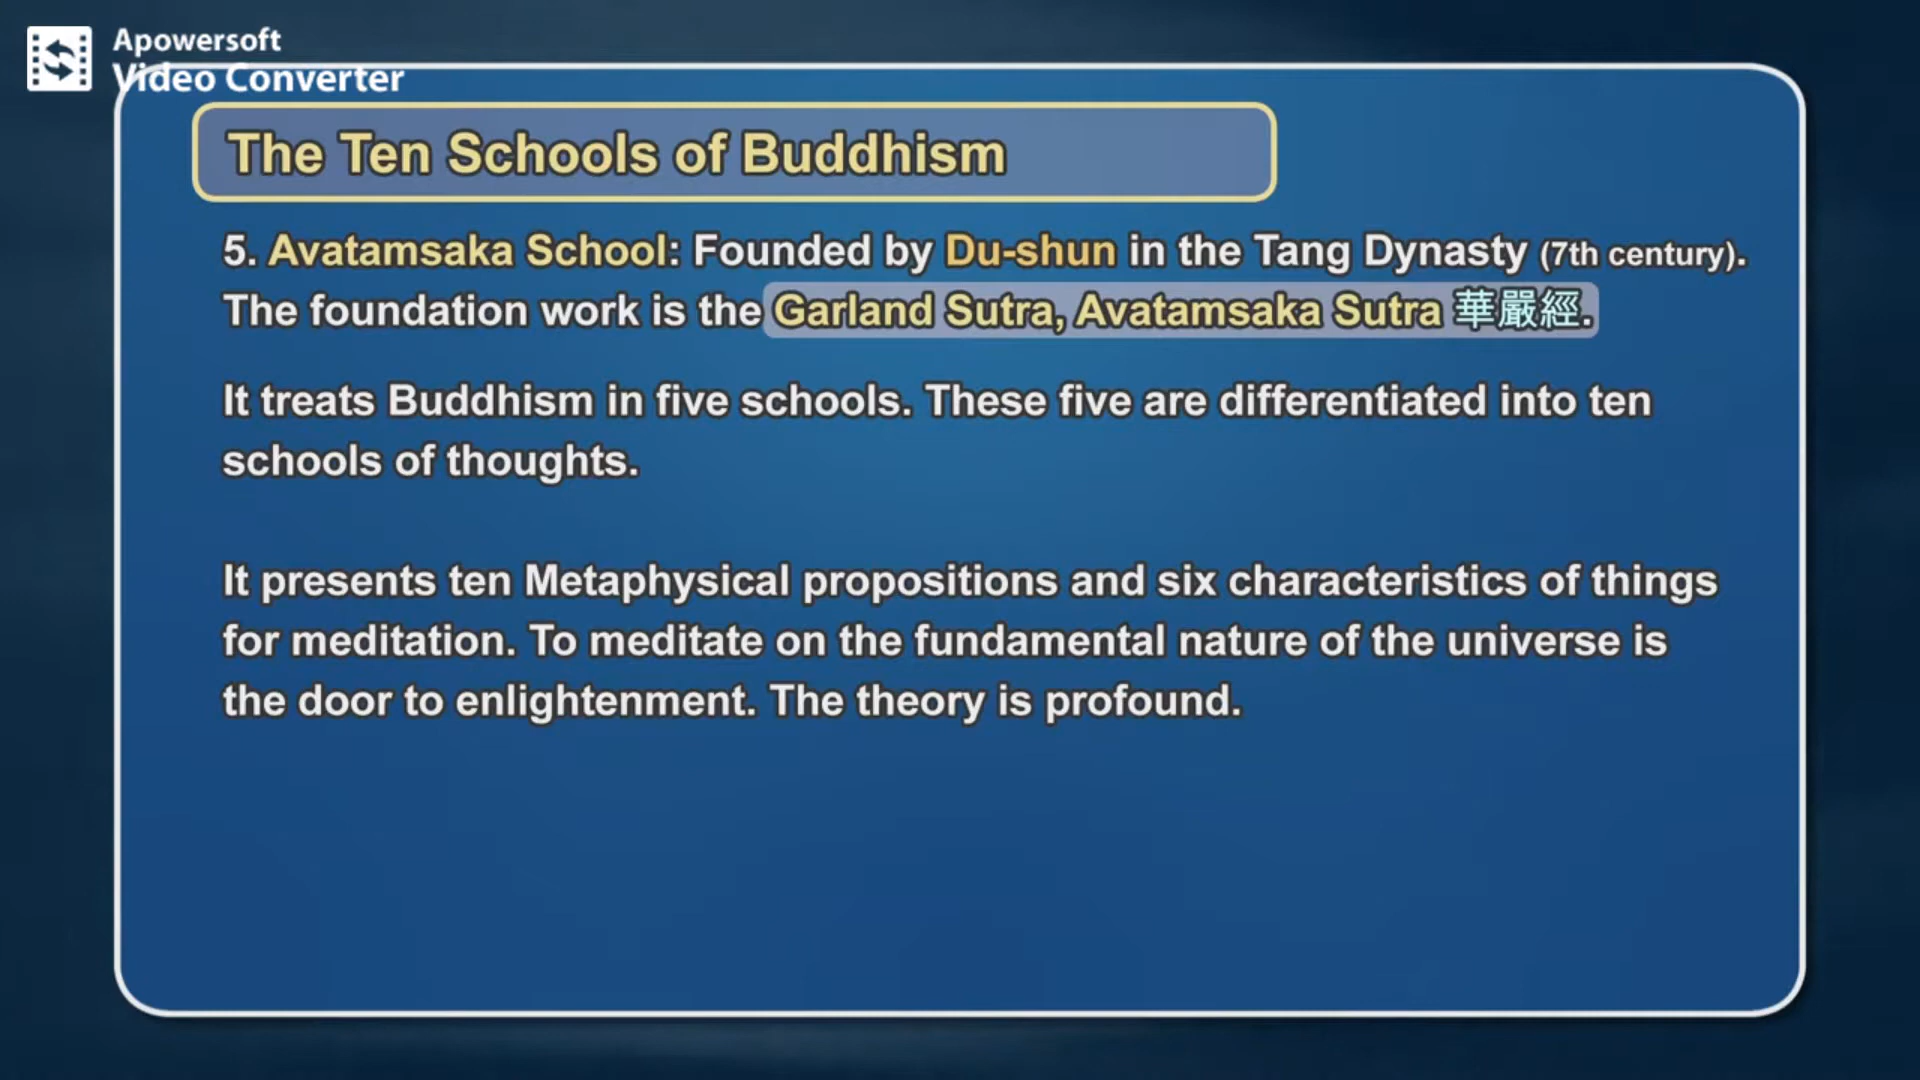 Apowersoft
Video Converter
The Ten Schools of Buddhism
5. Avatamsaka School: Founded by Du-shun in the Tang Dynasty (7th century).
The foundation work is the Garland Sutra, Avatamsaka Sutra 華嚴經.
It treats Buddhism in five schools. These five are differentiated into ten
schools of thoughts.
It presents ten Metaphysical propositions and six characteristics of things
for meditation. To meditate on the fundamental nature of the universe is
the door to enlightenment. The theory is profound.